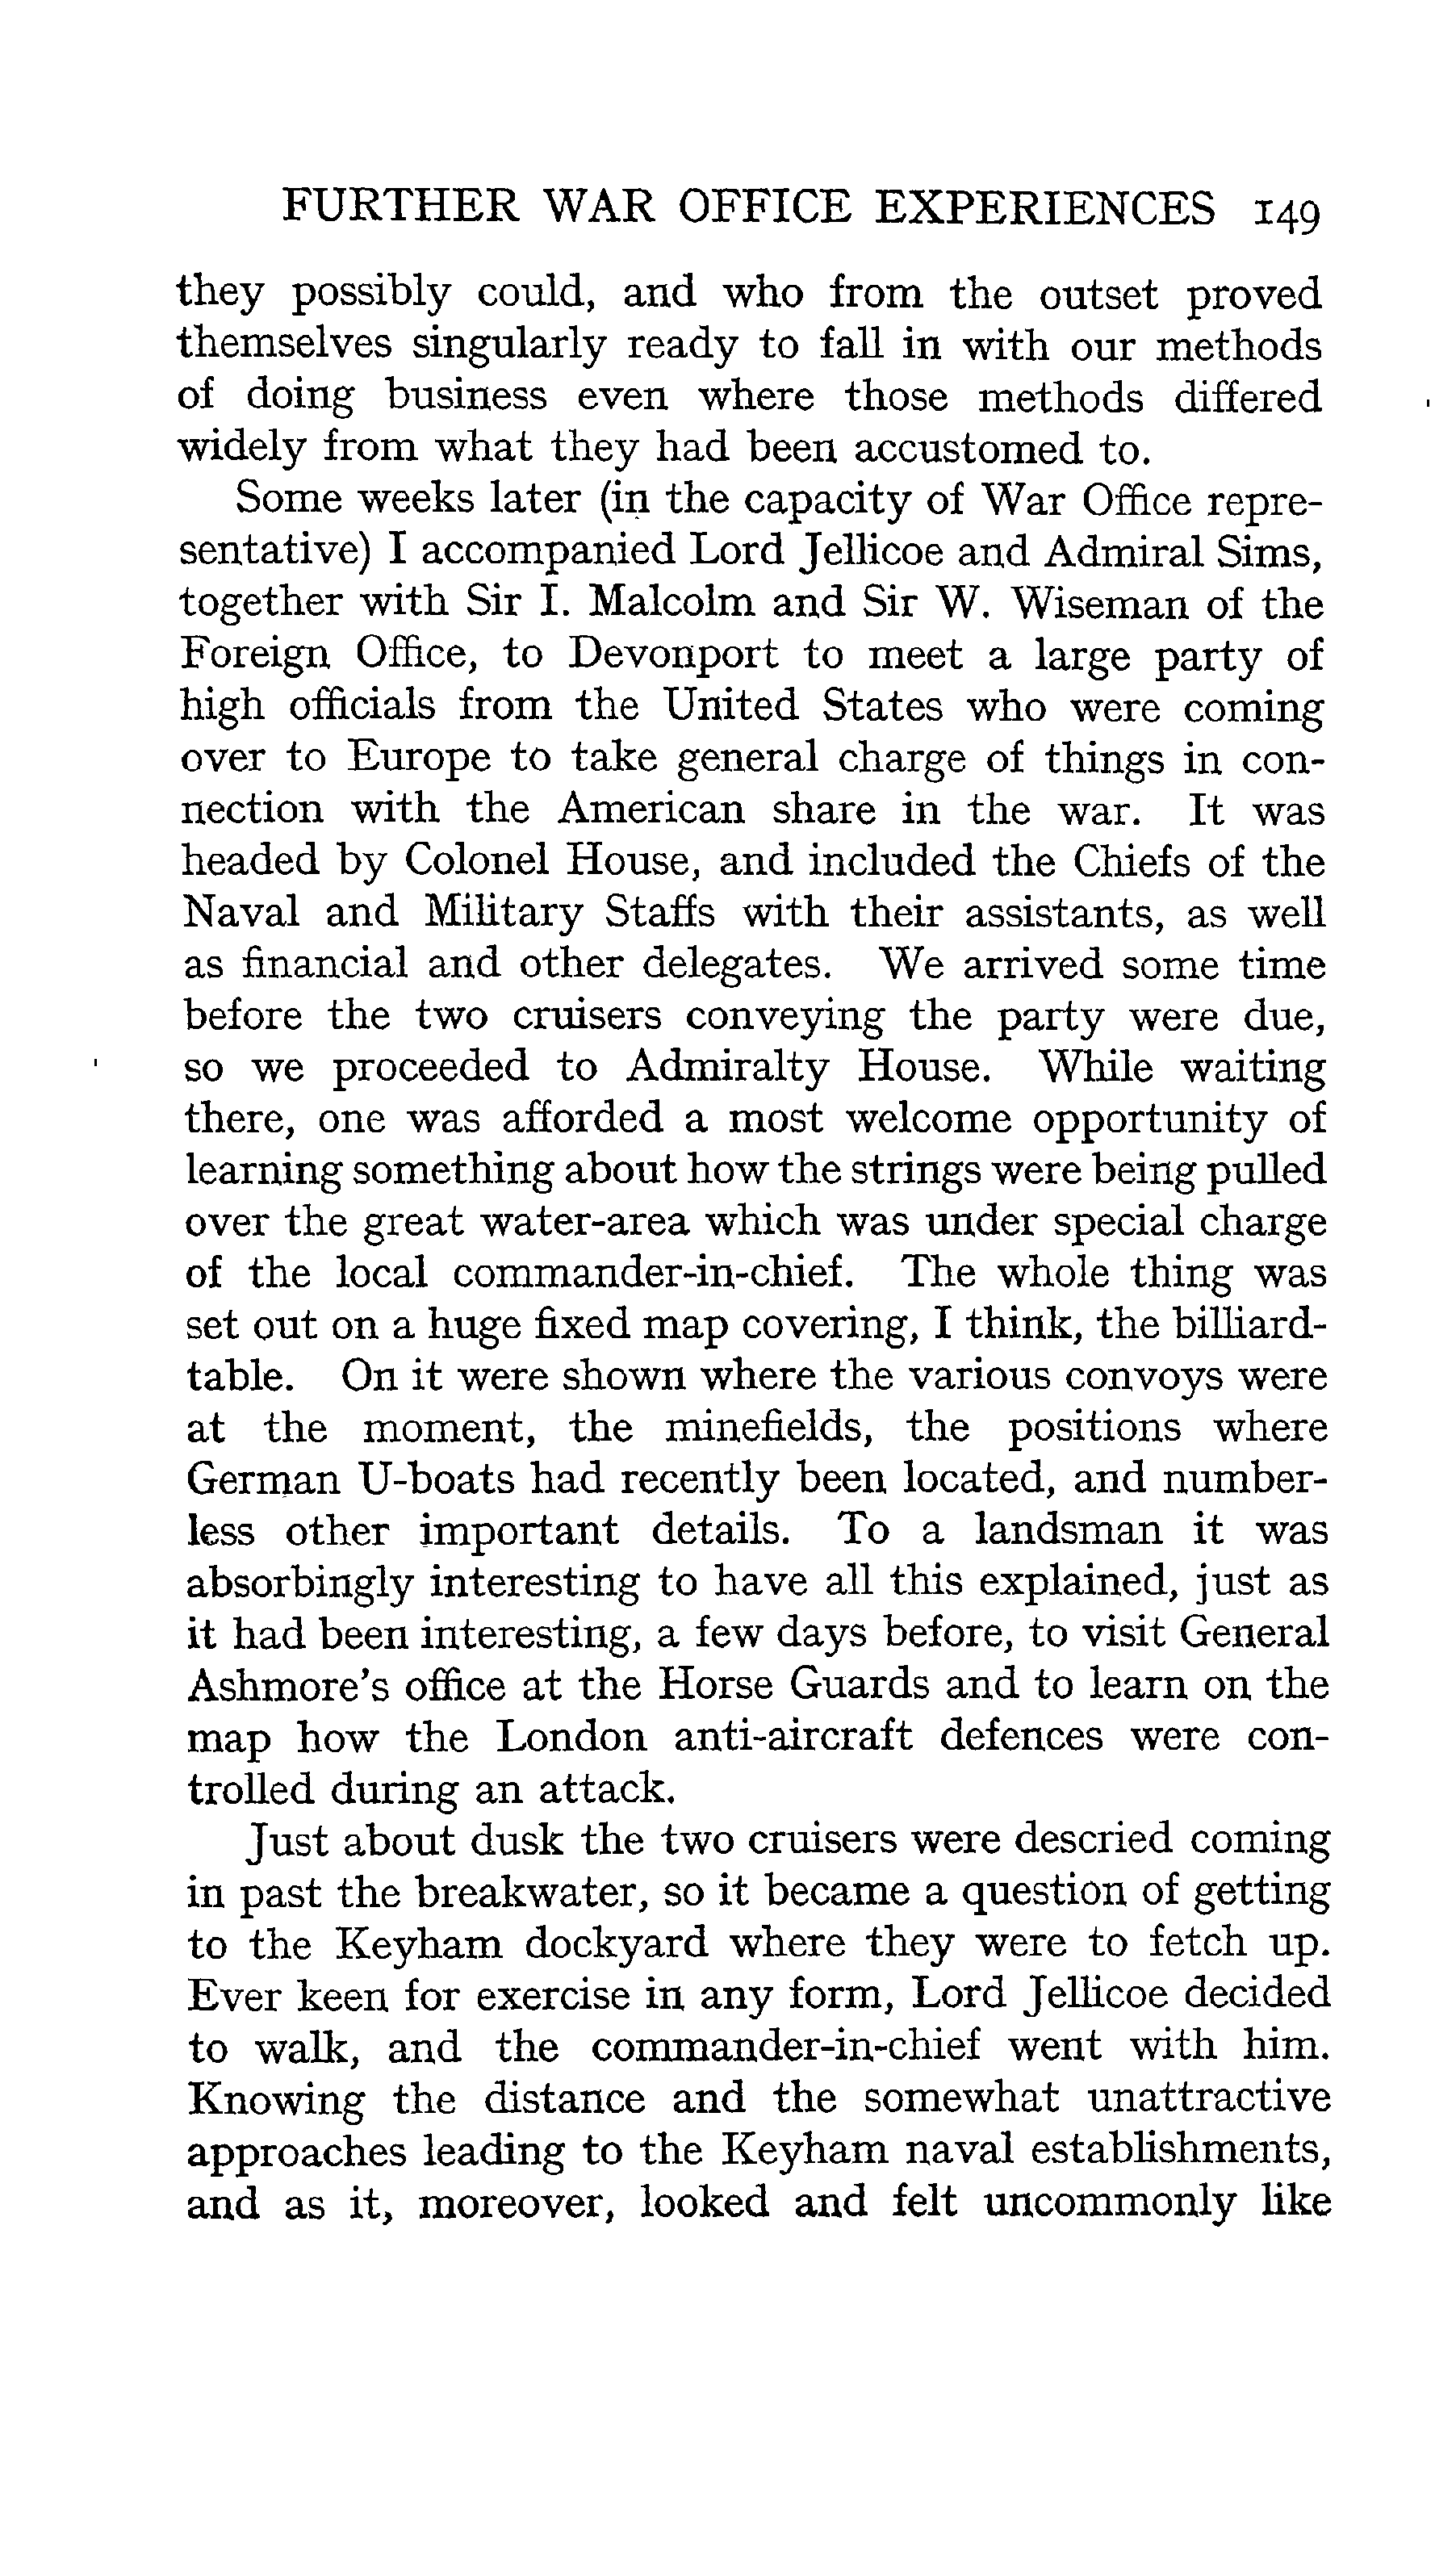 FURTHER WAR OFFICE EXPERIENCES 149
they possibly could, and who from the outset proved
themselves singularly ready to fall in with our methods
of doing business even where those methods differed
widely from what they had been accustomed to.
Some weeks later (in the capacity of War Office repre-
sentative) I accompanied Lord Jellicoe and Admiral Sims,
together with Sir I. Malcolm and Sir W. Wiseman of the
Foreign Office, to Devonport to meet a large party of
high officials from the United States who were coming
over to Europe to take general charge of things in con-
nection with the American share in the war. It was
headed by Colonel House, and included the Chiefs of the
Naval and Military Staffs with their assistants, as well
as financial and other delegates. We arrived some time
before the two cruisers conveying the party were due,
so we proceeded to Admiralty House. While waiting
there, one was afforded a most welcome opportunity of
learning something about how the strings were being pulled
over the great water-area which was under special charge
of the local commander-in-chief. The whole thing was
set out on a huge fixed map covering, I think, the billiard-
table. On it were shown where the various convoys were
at the moment, the minefields, the positions where
German U-boats had recently been located, and number-
less other important details. To a landsman it was
absorbingly interesting to have all this explained, just as
it had been interesting, a few days before, to visit General
Ashmore's office at the Horse Guards and to learn on the
map how the London anti-aircraft defences were con-
trolled during an attack.
Just about dusk the two cruisers were descried coming
in past the breakwater, so it became a question of getting
to the Keyham dockyard where they were to fetch up.
Ever keen for exercise in any form, Lord Jellicoe decided
to walk, and the commander-in-chief went with him.
Knowing the distance and the somewhat unattractive
approaches leading to the Keyham naval establishments,
and as it, moreover, looked and felt uncommonly like